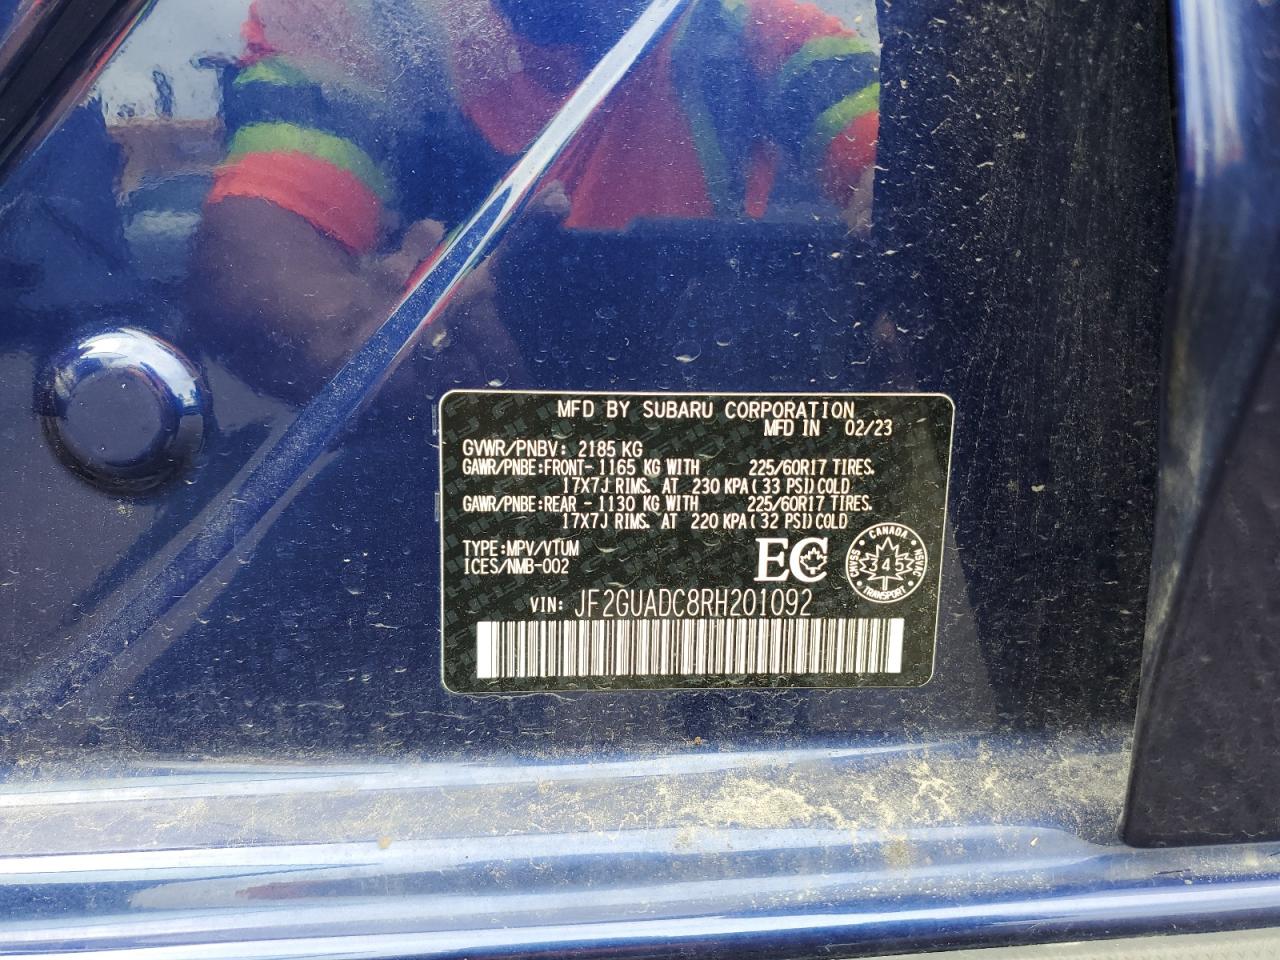 MFD BY SUBARU CORPORATION
MFD IN 02/23
GVWR/PNBV: 2185 KG
GAWR/PNBE:FRONT-1165 KG WITH 225/60R17 TIRES.
17X7J RIMS. AT 230 KPA(33 PSI)COLD
GAWR/PNBE:REAR -1130 KG WITH 225/60R17 TIRES.
17X7J RIMS. AT 220 KPA(32 PSI)COLD
TYPE:MPV/VTUM
ICES/NMB-002
EC
CANADA
CMVSS
345
NSVAC
TRANSPORT
VIN: JF2GUADC8RH201092